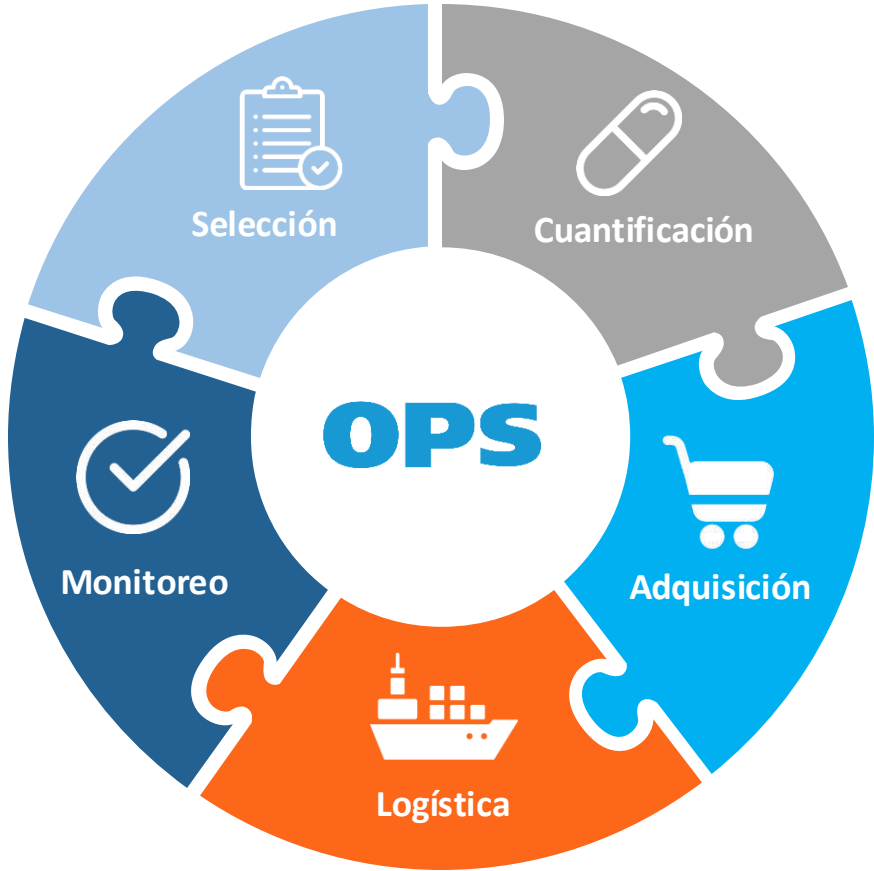 Selección
Cuantificación
OPS
Adquisición
Monitoreo
Logística